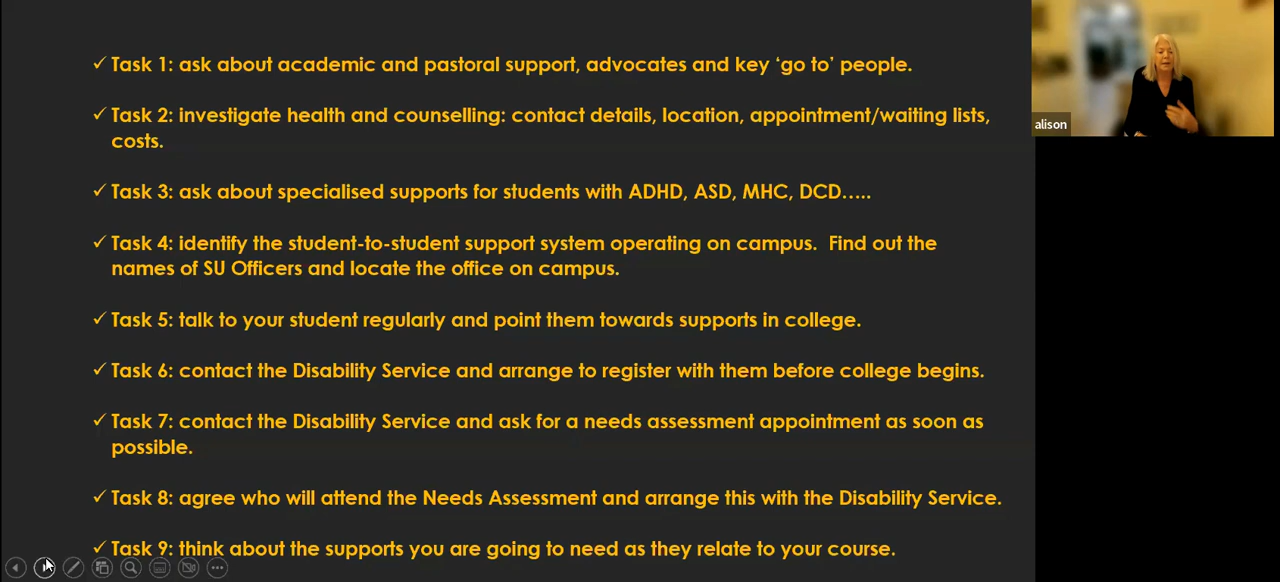 ✓ Task 1: ask about academic and pastoral support, advocates and key ‘go to’ people.
✓ Task 2: investigate health and counselling: contact details, location, appointment/waiting lists,
costs.
✓ Task 3: ask about specialised supports for students with ADHD, ASD, MHC, DCD…..
✓ Task 4: identify the student-to-student support system operating on campus.  Find out the
names of SU Officers and locate the office on campus.
✓ Task 5: talk to your student regularly and point them towards supports in college.
✓ Task 6: contact the Disability Service and arrange to register with them before college begins.
✓ Task 7: contact the Disability Service and ask for a needs assessment appointment as soon as
possible.
✓ Task 8: agree who will attend the Needs Assessment and arrange this with the Disability Service.
✓ Task 9: think about the supports you are going to need as they relate to your course.
alison